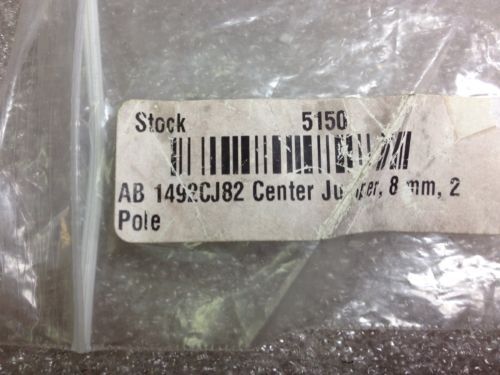 Stock 5150
AB 1492CJ82 Center Jumper, 8 mm, 2
Pole